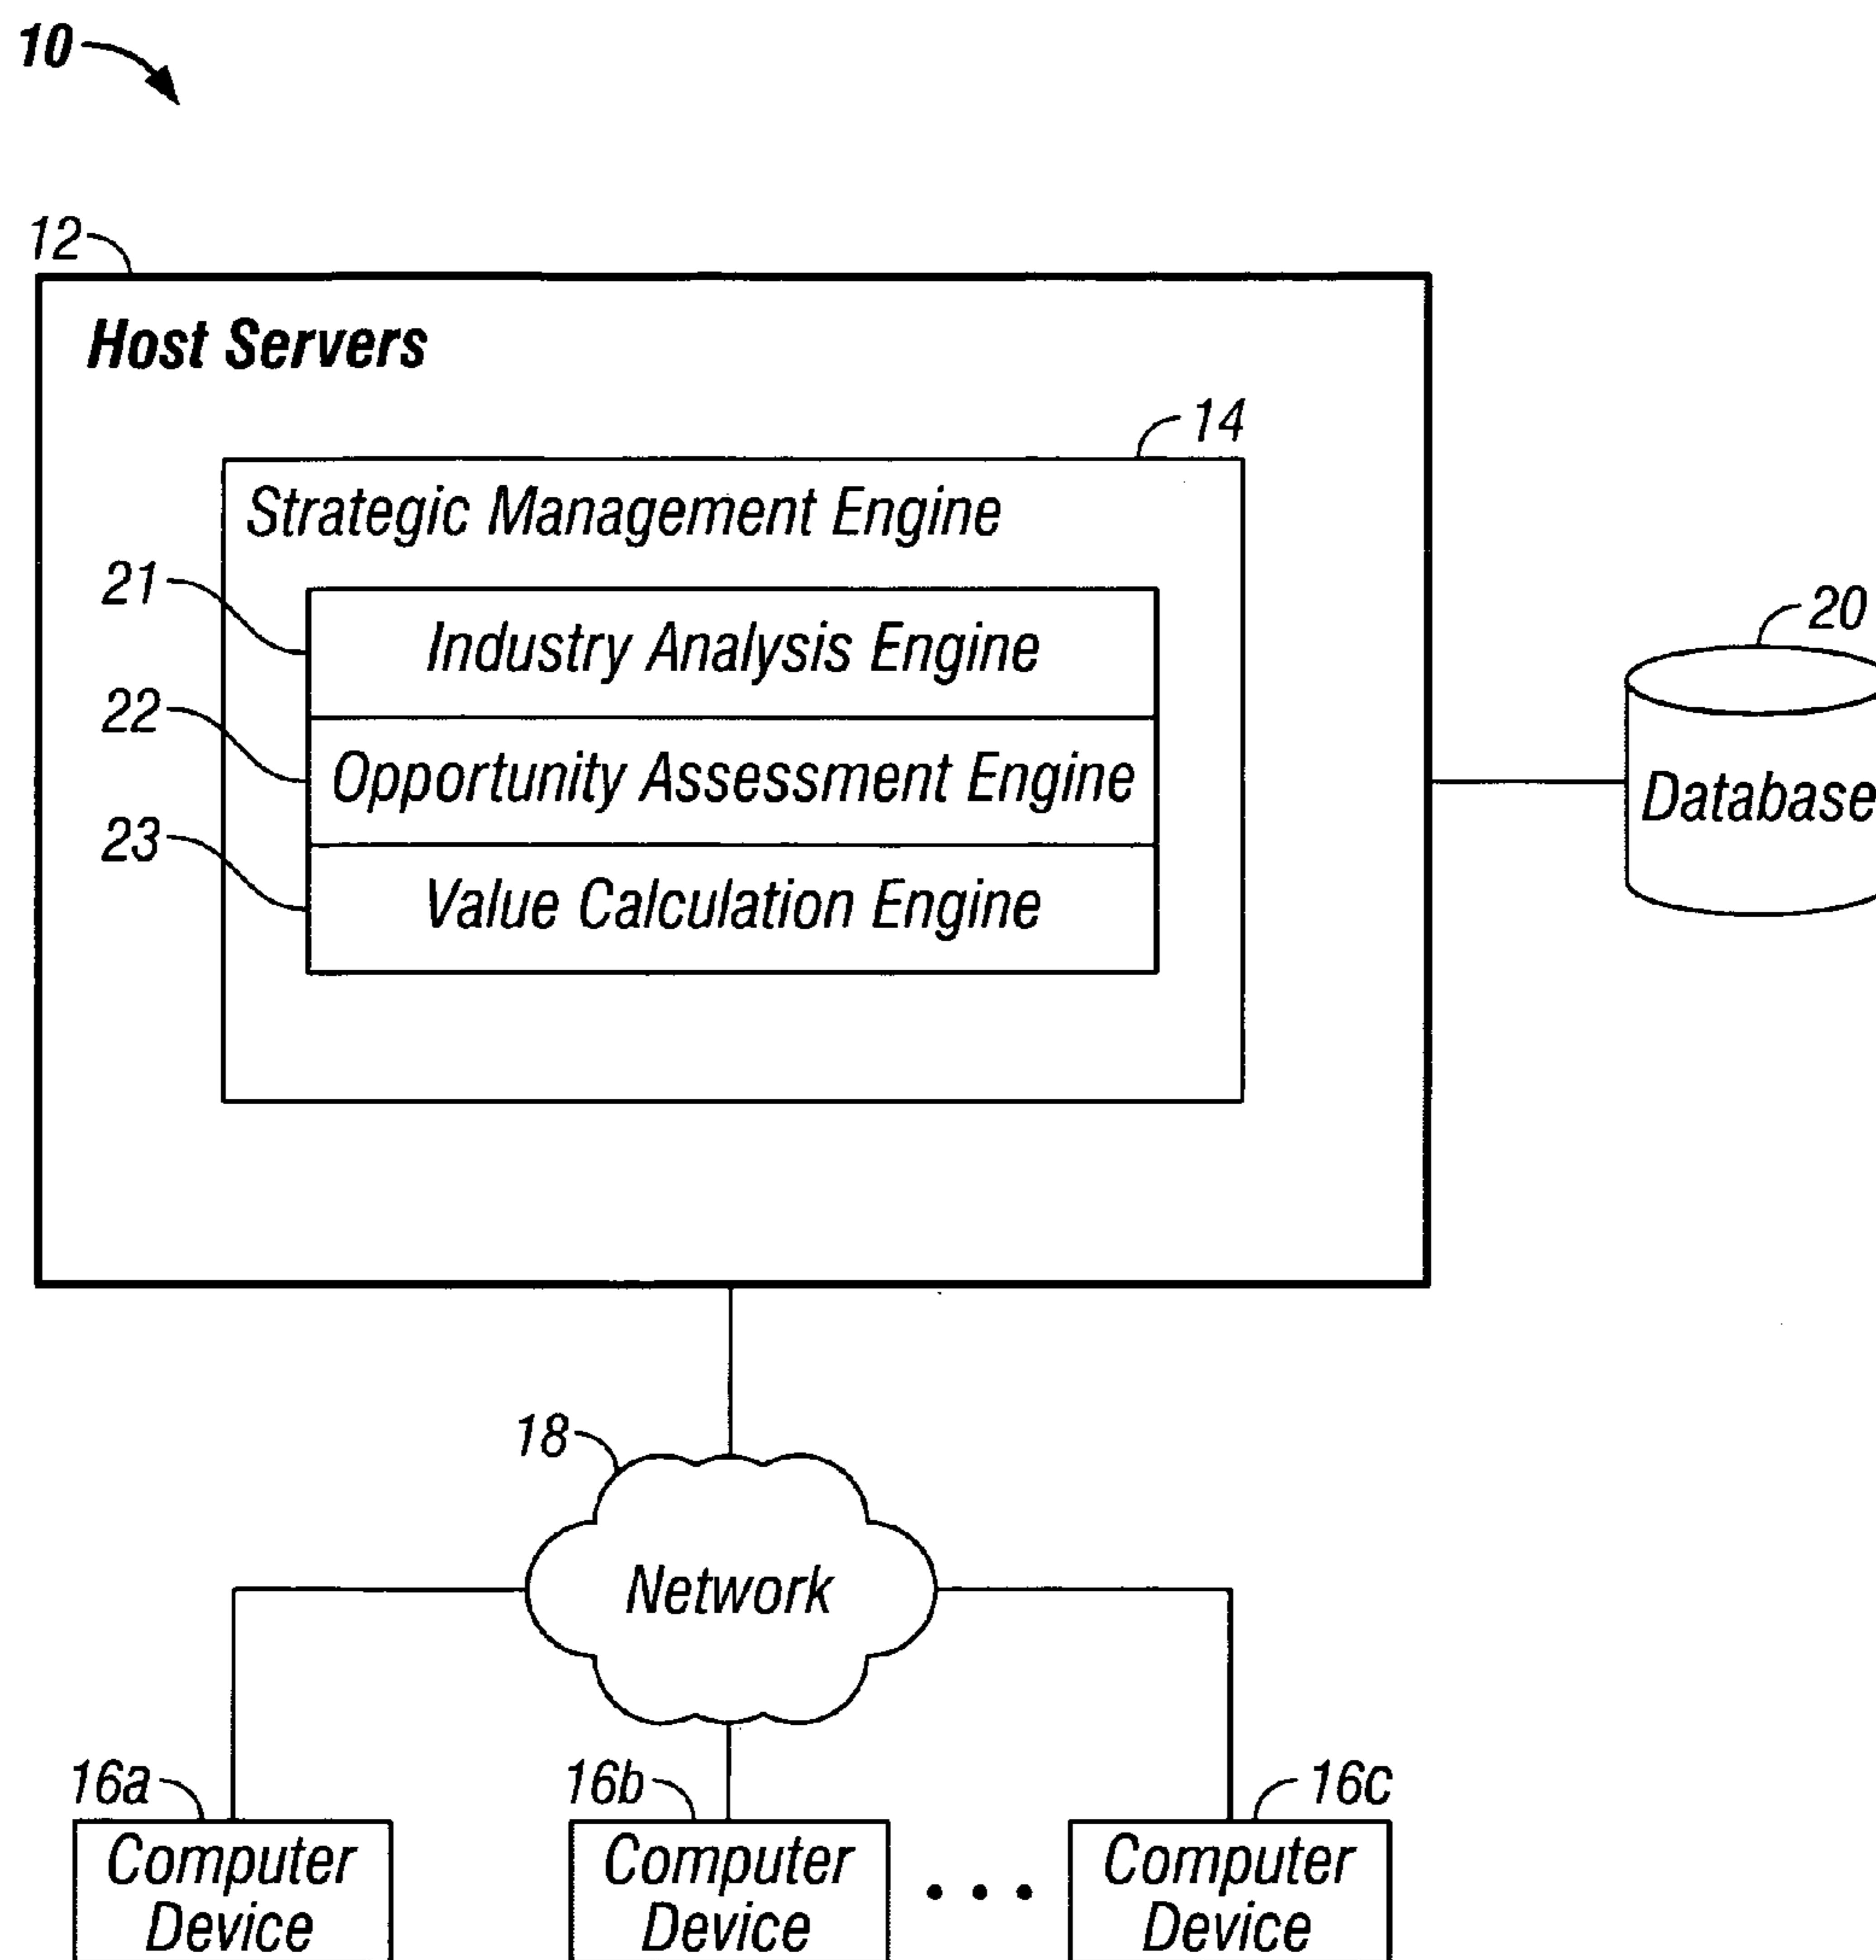 10
12
Host Servers
14
Strategic Management Engine
21
Industry Analysis Engine
22
Opportunity Assessment Engine
23
Value Calculation Engine
20
Database
18
Network
16a
16b
16c
Computer
Device
Computer
Device
• • •
Computer
Device